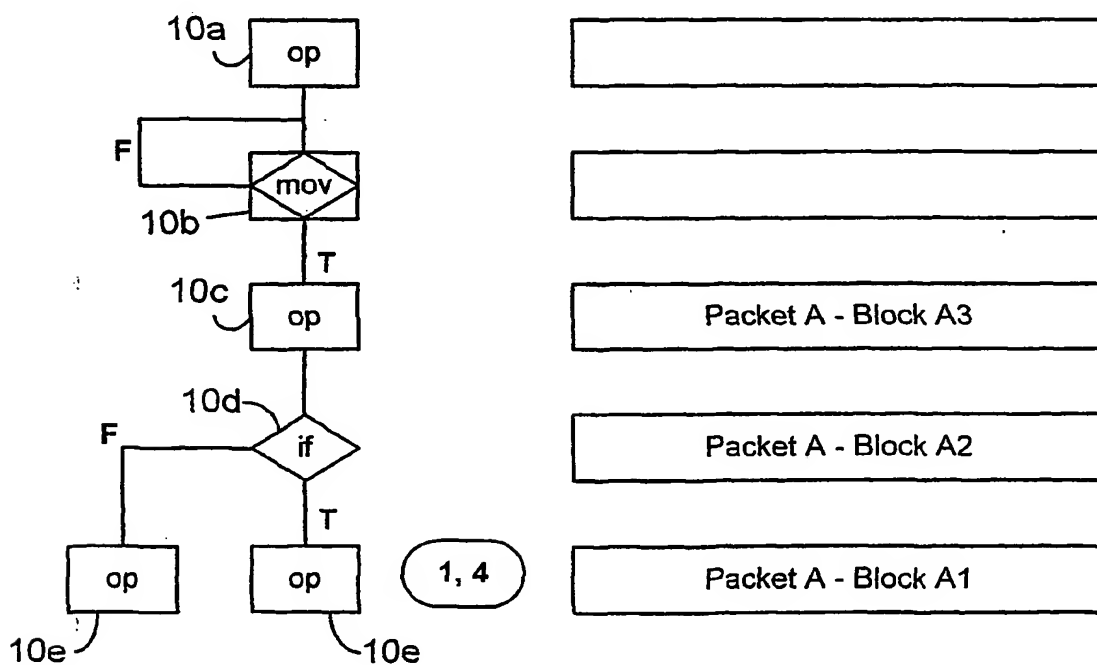 10a
op
F
mov
10b
T
10c
op
Packet A - Block A3
10d
F
if
Packet A - Block A2
T
op
op
1, 4
Packet A - Block A1
10e
10e